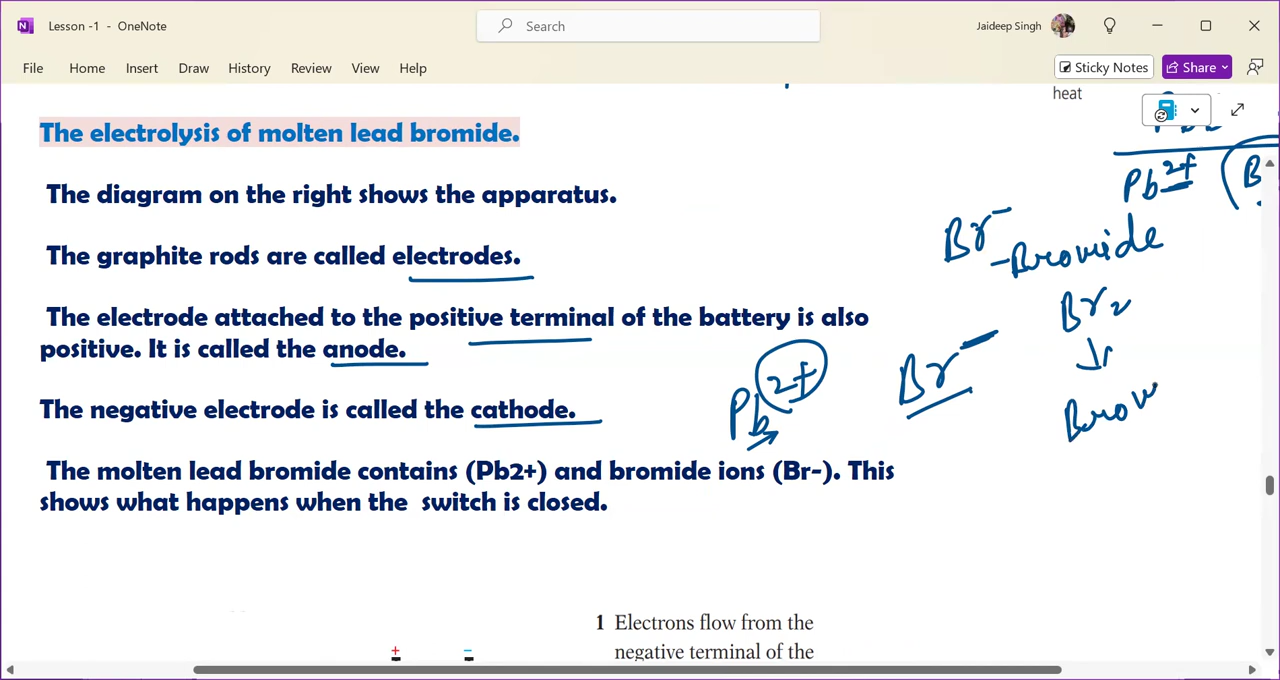 Lesson -1 - OneNote
Search
Jaideep Singh
File Home Insert Draw History Review View Help
Sticky Notes Share
heat
The electrolysis of molten lead bromide.
Pb2+ B
The diagram on the right shows the apparatus.
Br-
-Bromide
The graphite rods are called electrodes.
Br2
The electrode attached to the positive terminal of the battery is also
positive. It is called the anode.
Pb2+ Br-
The negative electrode is called the cathode.
Brom
The molten lead bromide contains (Pb2+) and bromide ions (Br-). This
shows what happens when the switch is closed.
1 Electrons flow from the
negative terminal of the
+ −